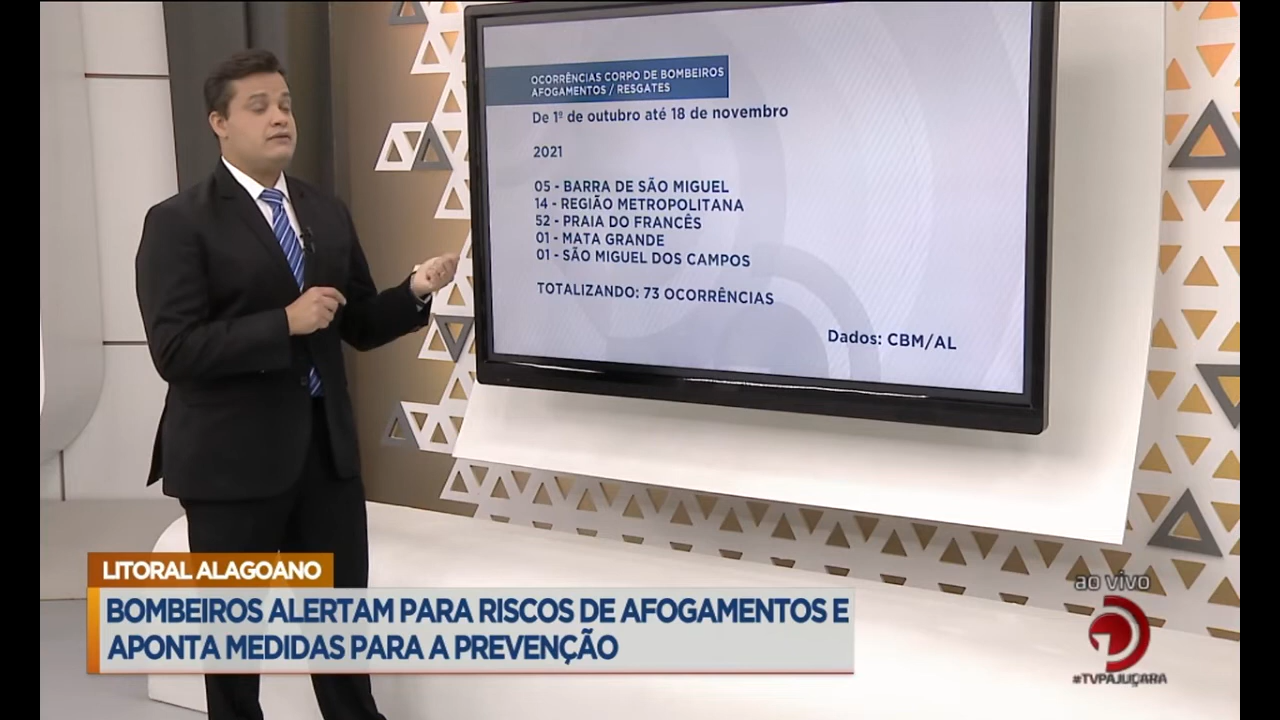 OCORRÊNCIAS CORPO DE BOMBEIROS
AFOGAMENTOS / RESGATES
De 1º de outubro até 18 de novembro
2021
05 - BARRA DE SÃO MIGUEL
14 - REGIÃO METROPOLITANA
52 - PRAIA DO FRANCÊS
01 - MATA GRANDE
01 - SÃO MIGUEL DOS CAMPOS
TOTALIZANDO: 73 OCORRÊNCIAS
Dados: CBM/AL
LITORAL ALAGOANO
BOMBEIROS ALERTAM PARA RISCOS DE AFOGAMENTOS E
APONTA MEDIDAS PARA A PREVENÇÃO
ao vivo
#TVPAJUÇARA